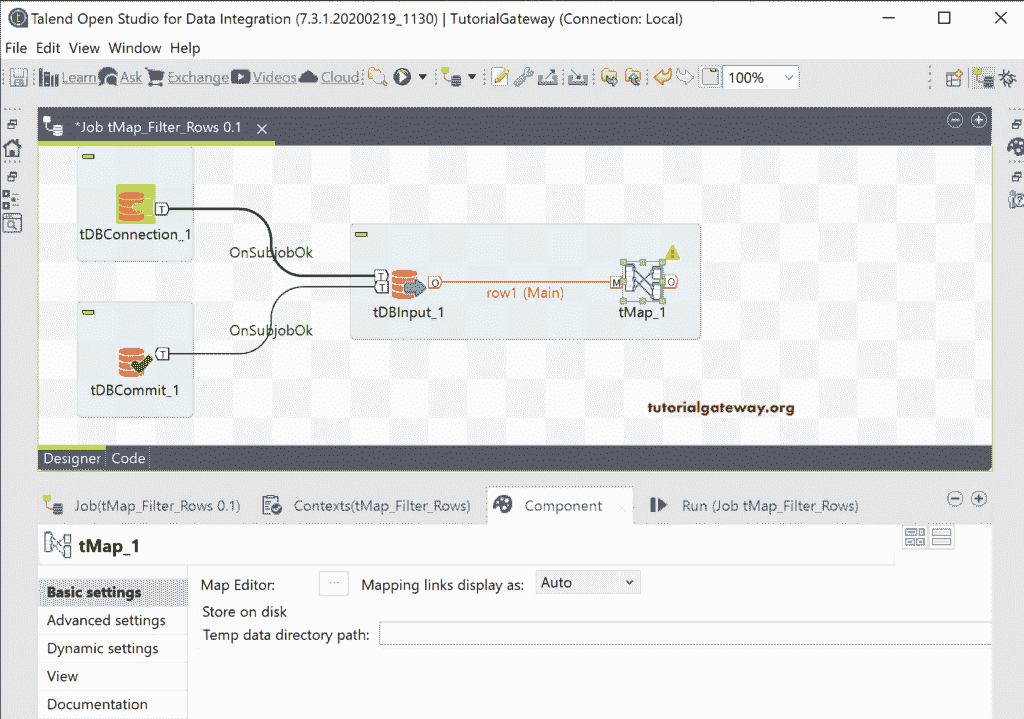 Talend Open Studio for Data Integration (7.3.1.20200219_1130) | TutorialGateway (Connection: Local)
File Edit View Window Help
Learn Ask Exchange Videos Cloud 100%
*Job tMap_Filter_Rows 0.1
T
tDBConnection_1
OnSubjobOk
T
T
O
row1 (Main)
M
O
tDBInput_1
tMap_1
OnSubjobOk
T
tDBCommit_1
tutorialgateway.org
Designer Code
Job(tMap_Filter_Rows 0.1) Contexts(tMap_Filter_Rows) Component Run (Job tMap_Filter_Rows)
tMap_1
Basic settings
Advanced settings
Dynamic settings
View
Documentation
Map Editor: ... Mapping links display as: Auto
Store on disk
Temp data directory path: